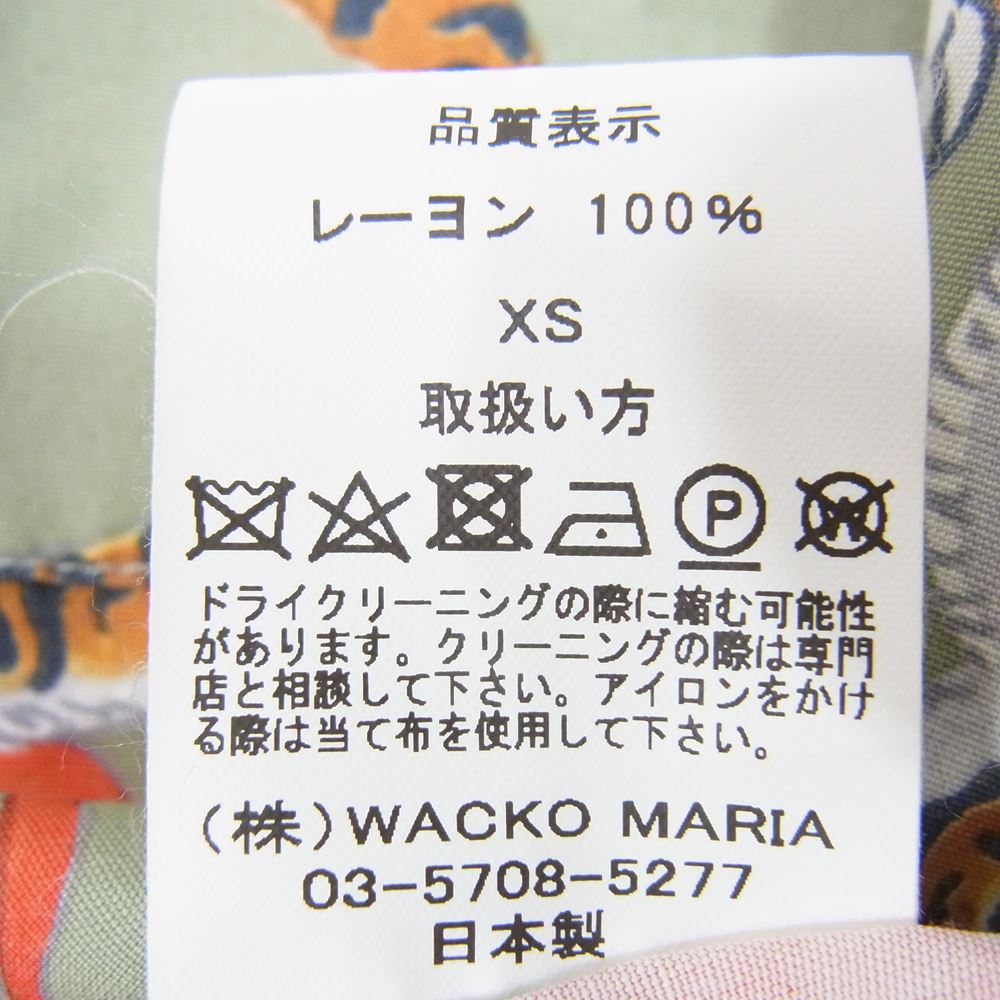 品質表示
レーヨン 100%
XS
取扱い方
P
W
ドライクリーニングの際に縮む可能性
があります。クリーニングの際は専門
店と相談して下さい。アイロンをかけ
る際は当て布を使用して下さい。
(株)WACKO MARIA
03-5708-5277
日本製